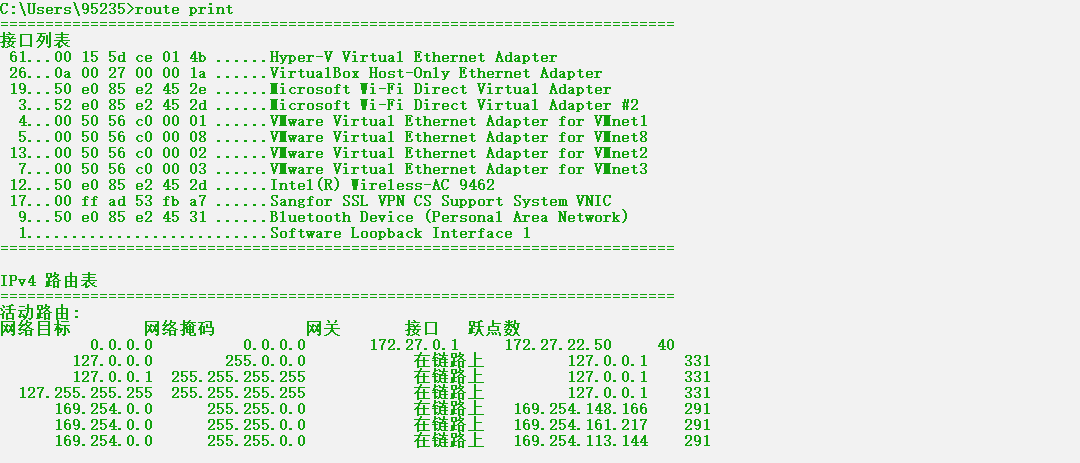 C:\Users\95235>route print
===========================================================================
接口列表
 61...00 15 5d ce 01 4b ......Hyper-V Virtual Ethernet Adapter
 26...0a 00 27 00 00 1a ......VirtualBox Host-Only Ethernet Adapter
 19...50 e0 85 e2 45 2e ......Microsoft Wi-Fi Direct Virtual Adapter
  3...52 e0 85 e2 45 2d ......Microsoft Wi-Fi Direct Virtual Adapter #2
  4...00 50 56 c0 00 01 ......VMware Virtual Ethernet Adapter for VMnet1
  5...00 50 56 c0 00 08 ......VMware Virtual Ethernet Adapter for VMnet8
 13...00 50 56 c0 00 02 ......VMware Virtual Ethernet Adapter for VMnet2
  7...00 50 56 c0 00 03 ......VMware Virtual Ethernet Adapter for VMnet3
 12...50 e0 85 e2 45 2d ......Intel(R) Wireless-AC 9462
 17...00 ff ad 53 fb a7 ......Sangfor SSL VPN CS Support System VNIC
  9...50 e0 85 e2 45 31 ......Bluetooth Device (Personal Area Network)
  1...........................Software Loopback Interface 1
===========================================================================
IPv4 路由表
===========================================================================
活动路由:
网络目标        网络掩码          网关       接口   跃点数
          0.0.0.0          0.0.0.0       172.27.0.1     172.27.22.50     40
        127.0.0.0        255.0.0.0            在链路上         127.0.0.1    331
        127.0.0.1  255.255.255.255            在链路上         127.0.0.1    331
  127.255.255.255  255.255.255.255            在链路上         127.0.0.1    331
      169.254.0.0      255.255.0.0            在链路上   169.254.148.166    291
      169.254.0.0      255.255.0.0            在链路上   169.254.161.217    291
      169.254.0.0      255.255.0.0            在链路上   169.254.113.144    291